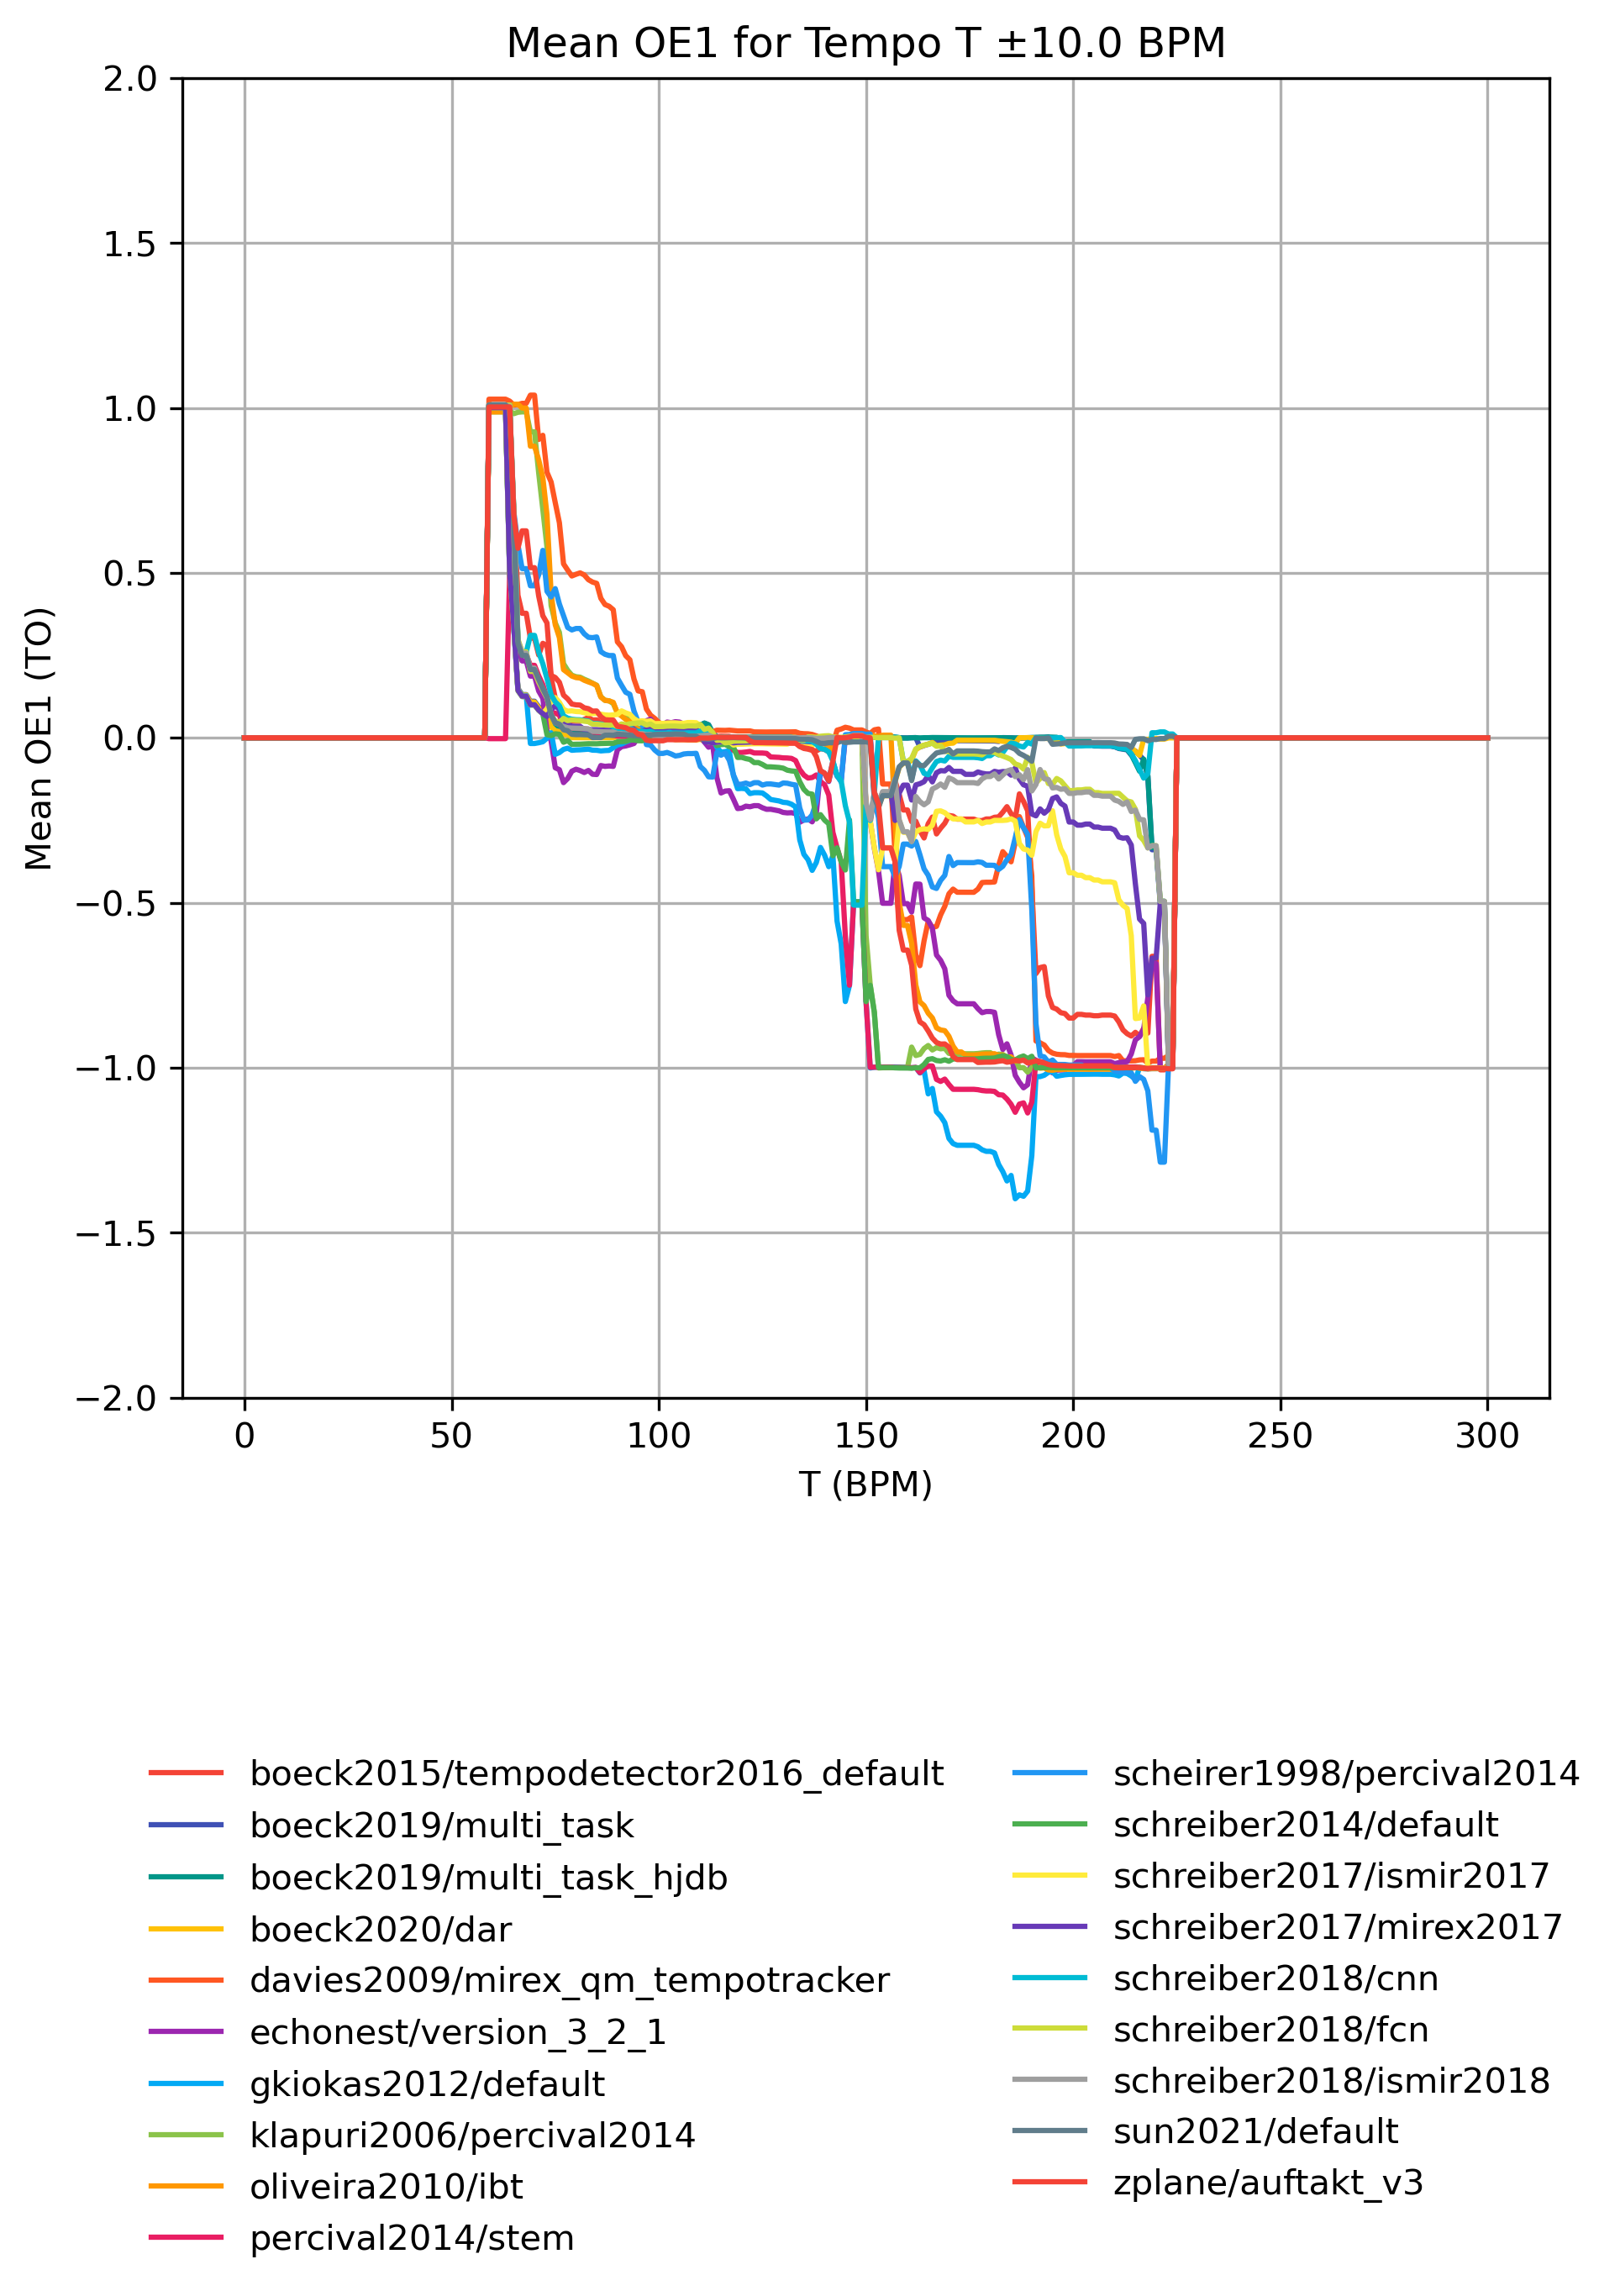 Mean OE1 for Tempo T ±10.0 BPM
2.0
1.5
1.0
0.5
0.0
−0.5
−1.0
−1.5
−2.0
Mean OE1 (TO)
0 50 100 150 200 250 300
T (BPM)
boeck2015/tempodetector2016_default
boeck2019/multi_task
boeck2019/multi_task_hjdb
boeck2020/dar
davies2009/mirex_qm_tempotracker
echonest/version_3_2_1
gkiokas2012/default
klapuri2006/percival2014
oliveira2010/ibt
percival2014/stem
scheirer1998/percival2014
schreiber2014/default
schreiber2017/ismir2017
schreiber2017/mirex2017
schreiber2018/cnn
schreiber2018/fcn
schreiber2018/ismir2018
sun2021/default
zplane/auftakt_v3